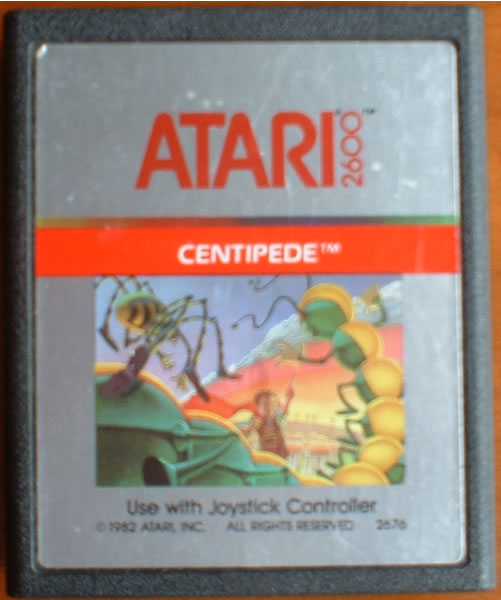 ATARI 2600™
CENTIPEDE™
Use with Joystick Controller
© 1982 ATARI, INC. ALL RIGHTS RESERVED 2676